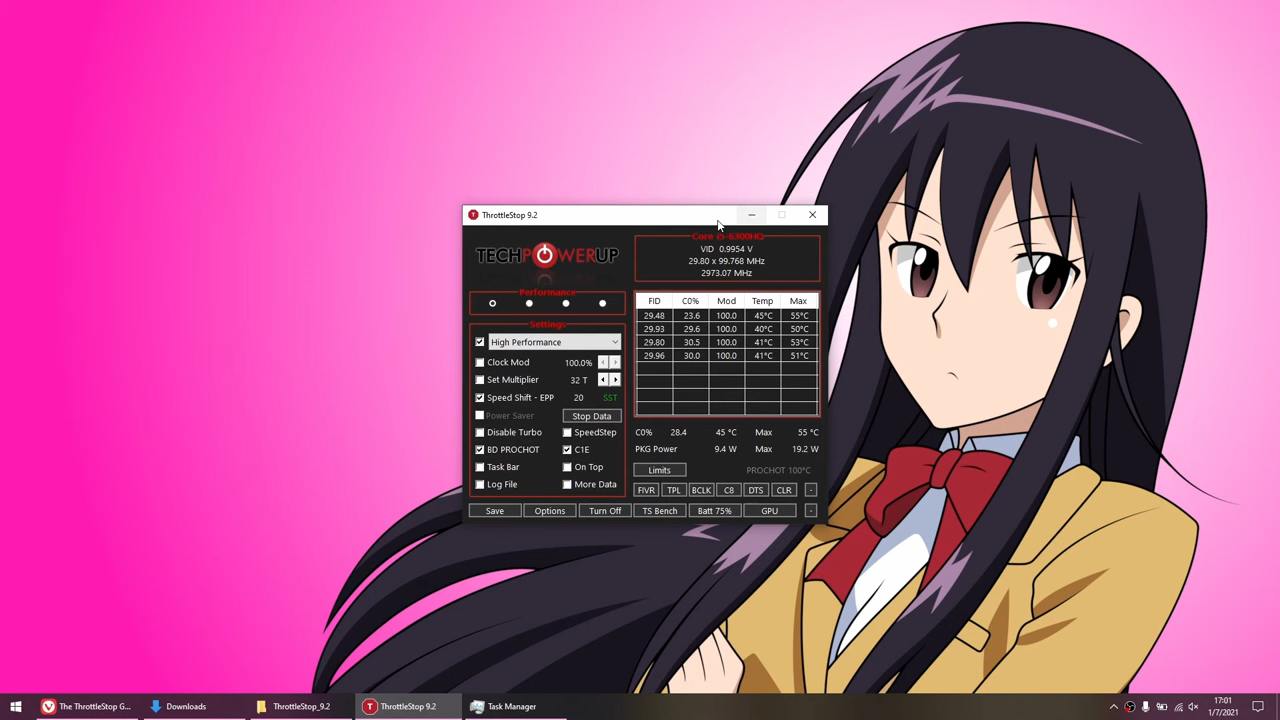 ThrottleStop 9.2
TECHPOWERUP
Core i5-6300HQ
VID 0.9954 V
29.80 x 99.768 MHz
2973.07 MHz
Performance
Settings
High Performance
Clock Mod 100.0%
Set Multiplier 32 T
Speed Shift - EPP 20 SST
Power Saver Stop Data
Disable Turbo SpeedStep
BD PROCHOT C1E
Task Bar On Top
Log File More Data
FID C0% Mod Temp Max
29.48 23.6 100.0 45°C 55°C
29.93 29.6 100.0 40°C 50°C
29.80 30.5 100.0 41°C 53°C
29.96 30.0 100.0 41°C 51°C
C0% 28.4 45 °C Max 55 °C
PKG Power 9.4 W Max 19.2 W
Limits PROCHOT 100°C
FIVR TPL BCLK C8 DTS CLR -
Save Options Turn Off TS Bench Batt 75% GPU -
The ThrottleStop G...
Downloads
ThrottleStop_9.2
ThrottleStop 9.2
Task Manager
17:01
1/7/2021